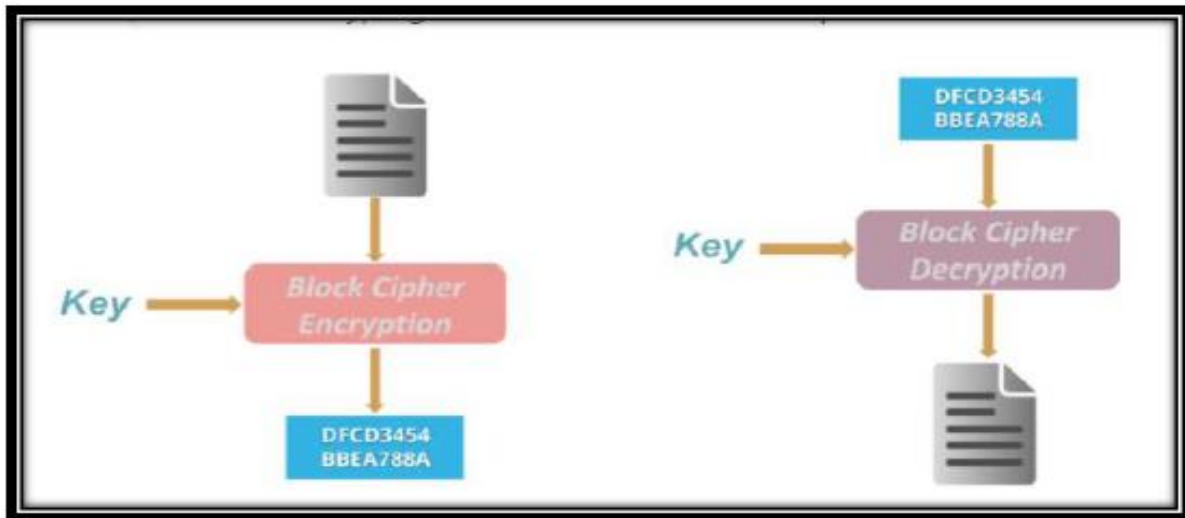 Key
Block Cipher
Encryption
DFCD3454
BBEA788A
DFCD3454
BBEA788A
Key
Block Cipher
Decryption